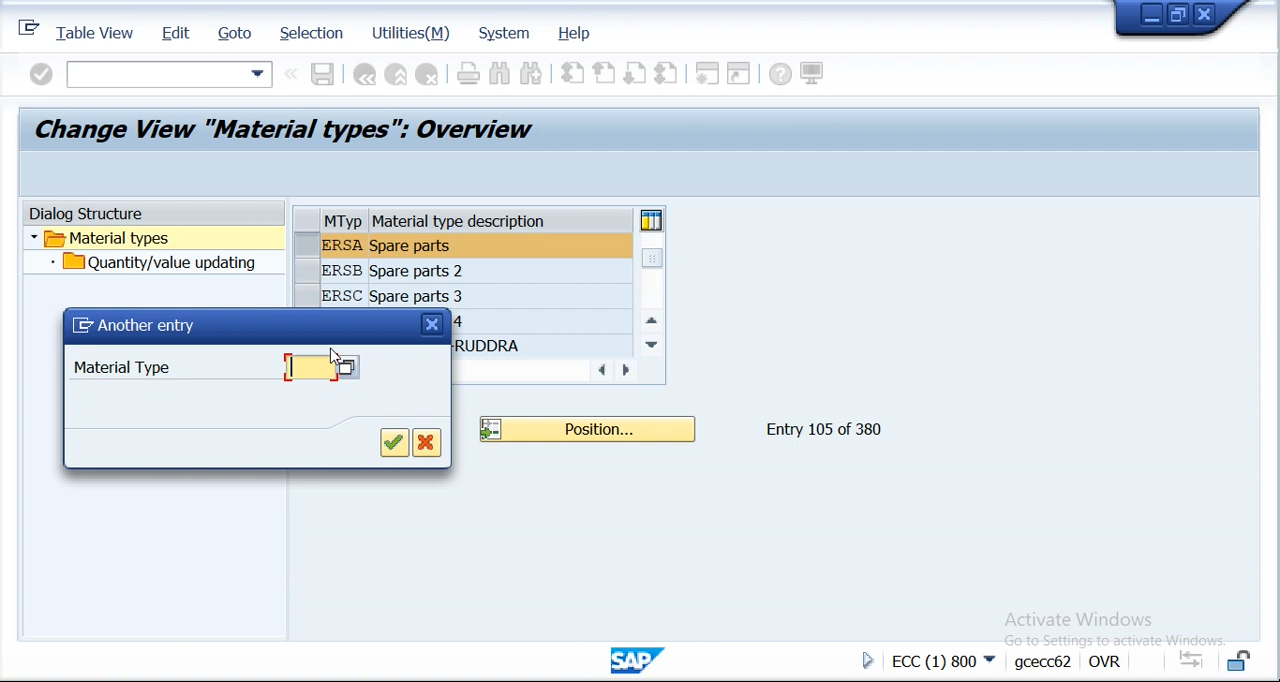 Table View Edit Goto Selection Utilities(M) System Help
Change View "Material types": Overview
Dialog Structure
Material types
Quantity/value updating
MTyp Material type description
ERSA Spare parts
ERSB Spare parts 2
ERSC Spare parts 3
4
-RUDDRA
Another entry
Material Type
Position...
Entry 105 of 380
Activate Windows
Go to Settings to activate Windows.
SAP
ECC (1) 800 gcecc62 OVR